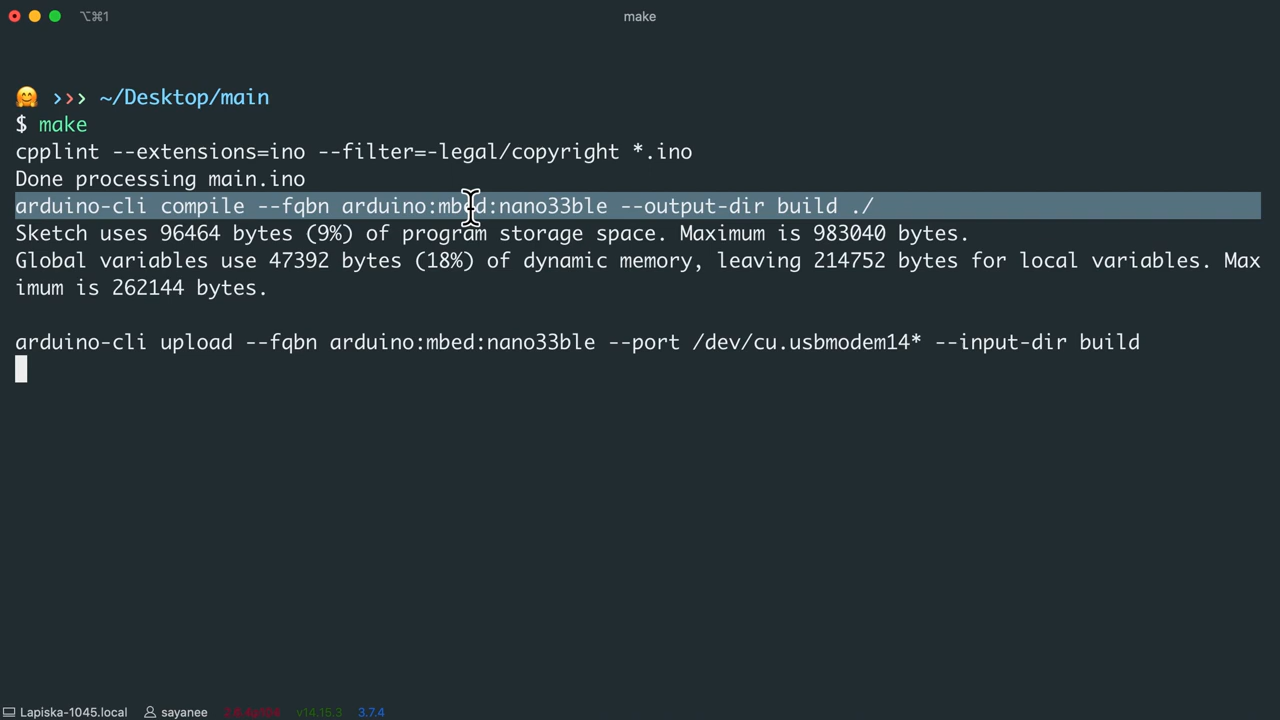 ⌥⌘1
make
~/Desktop/main
$ make
cpplint --extensions=ino --filter=-legal/copyright *.ino
Done processing main.ino
arduino-cli compile --fqbn arduino:mbed:nano33ble --output-dir build ./
Sketch uses 96464 bytes (9%) of program storage space. Maximum is 983040 bytes.
Global variables use 47392 bytes (18%) of dynamic memory, leaving 214752 bytes for local variables. Max
imum is 262144 bytes.
arduino-cli upload --fqbn arduino:mbed:nano33ble --port /dev/cu.usbmodem14* --input-dir build
Lapiska-1045.local sayanee v14.15.3 3.7.4